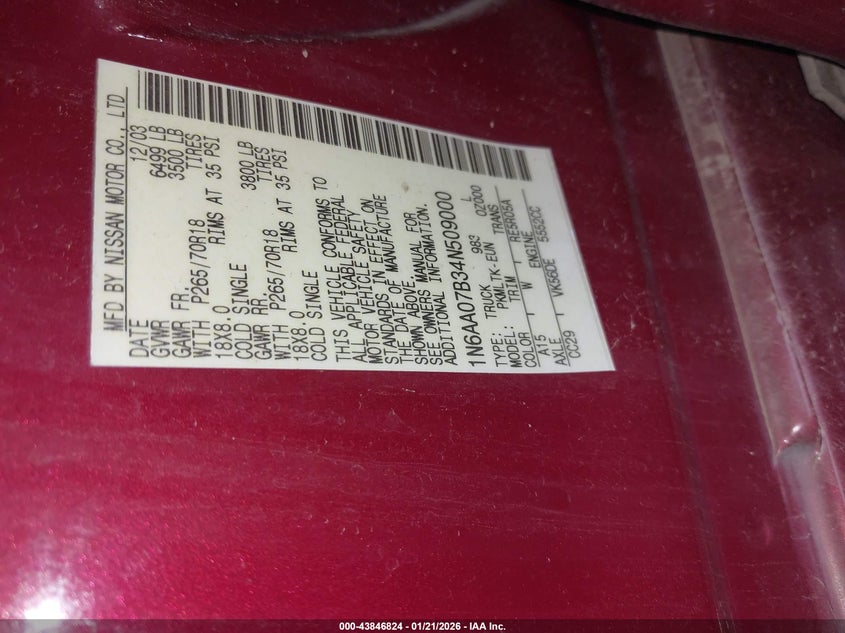 MFD BY NISSAN MOTOR CO., LTD
DATE 12/03
GVWR 6499 LB
GAWR FR. 3500 LB
WITH P265/70R18 TIRES
18X8.0 RIMS AT 35 PSI
COLD SINGLE
GAWR RR. 3800 LB
WITH P265/70R18 TIRES
18X8.0 RIMS AT 35 PSI
COLD SINGLE
THIS VEHICLE CONFORMS TO
ALL APPLICABLE FEDERAL
MOTOR VEHICLE SAFETY
STANDARDS IN EFFECT ON
THE DATE OF MANUFACTURE
SHOWN ABOVE.
SEE OWNERS MANUAL FOR
ADDITIONAL INFORMATION.
1N6AA07B34N509000
TYPE: TRUCK 983 L
PKMLTK-EUN OZ000
MODEL: TRIM TRANS
COLOR W RE5R05A
A15 ENGINE
AXLE VK56DE 5552CC
CC29
000-43846824 / 01/21/2026 - IAA Inc.